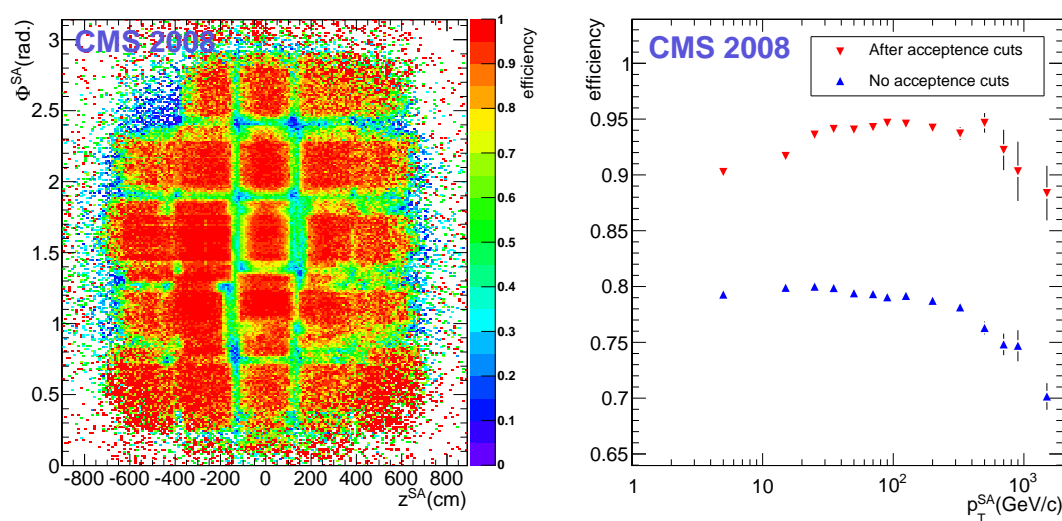 CMS 2008
Φ^SA (rad.)
3
2.5
2
1.5
1
0.5
0
-800 -600 -400 -200 0 200 400 600 800
z^SA(cm)
efficiency
1
0.9
0.8
0.7
0.6
0.5
0.4
0.3
0.2
0.1
0
CMS 2008
After acceptence cuts
No acceptence cuts
efficiency
1
0.95
0.9
0.85
0.8
0.75
0.7
0.65
1 10 10^2 10^3
p_T^SA(GeV/c)